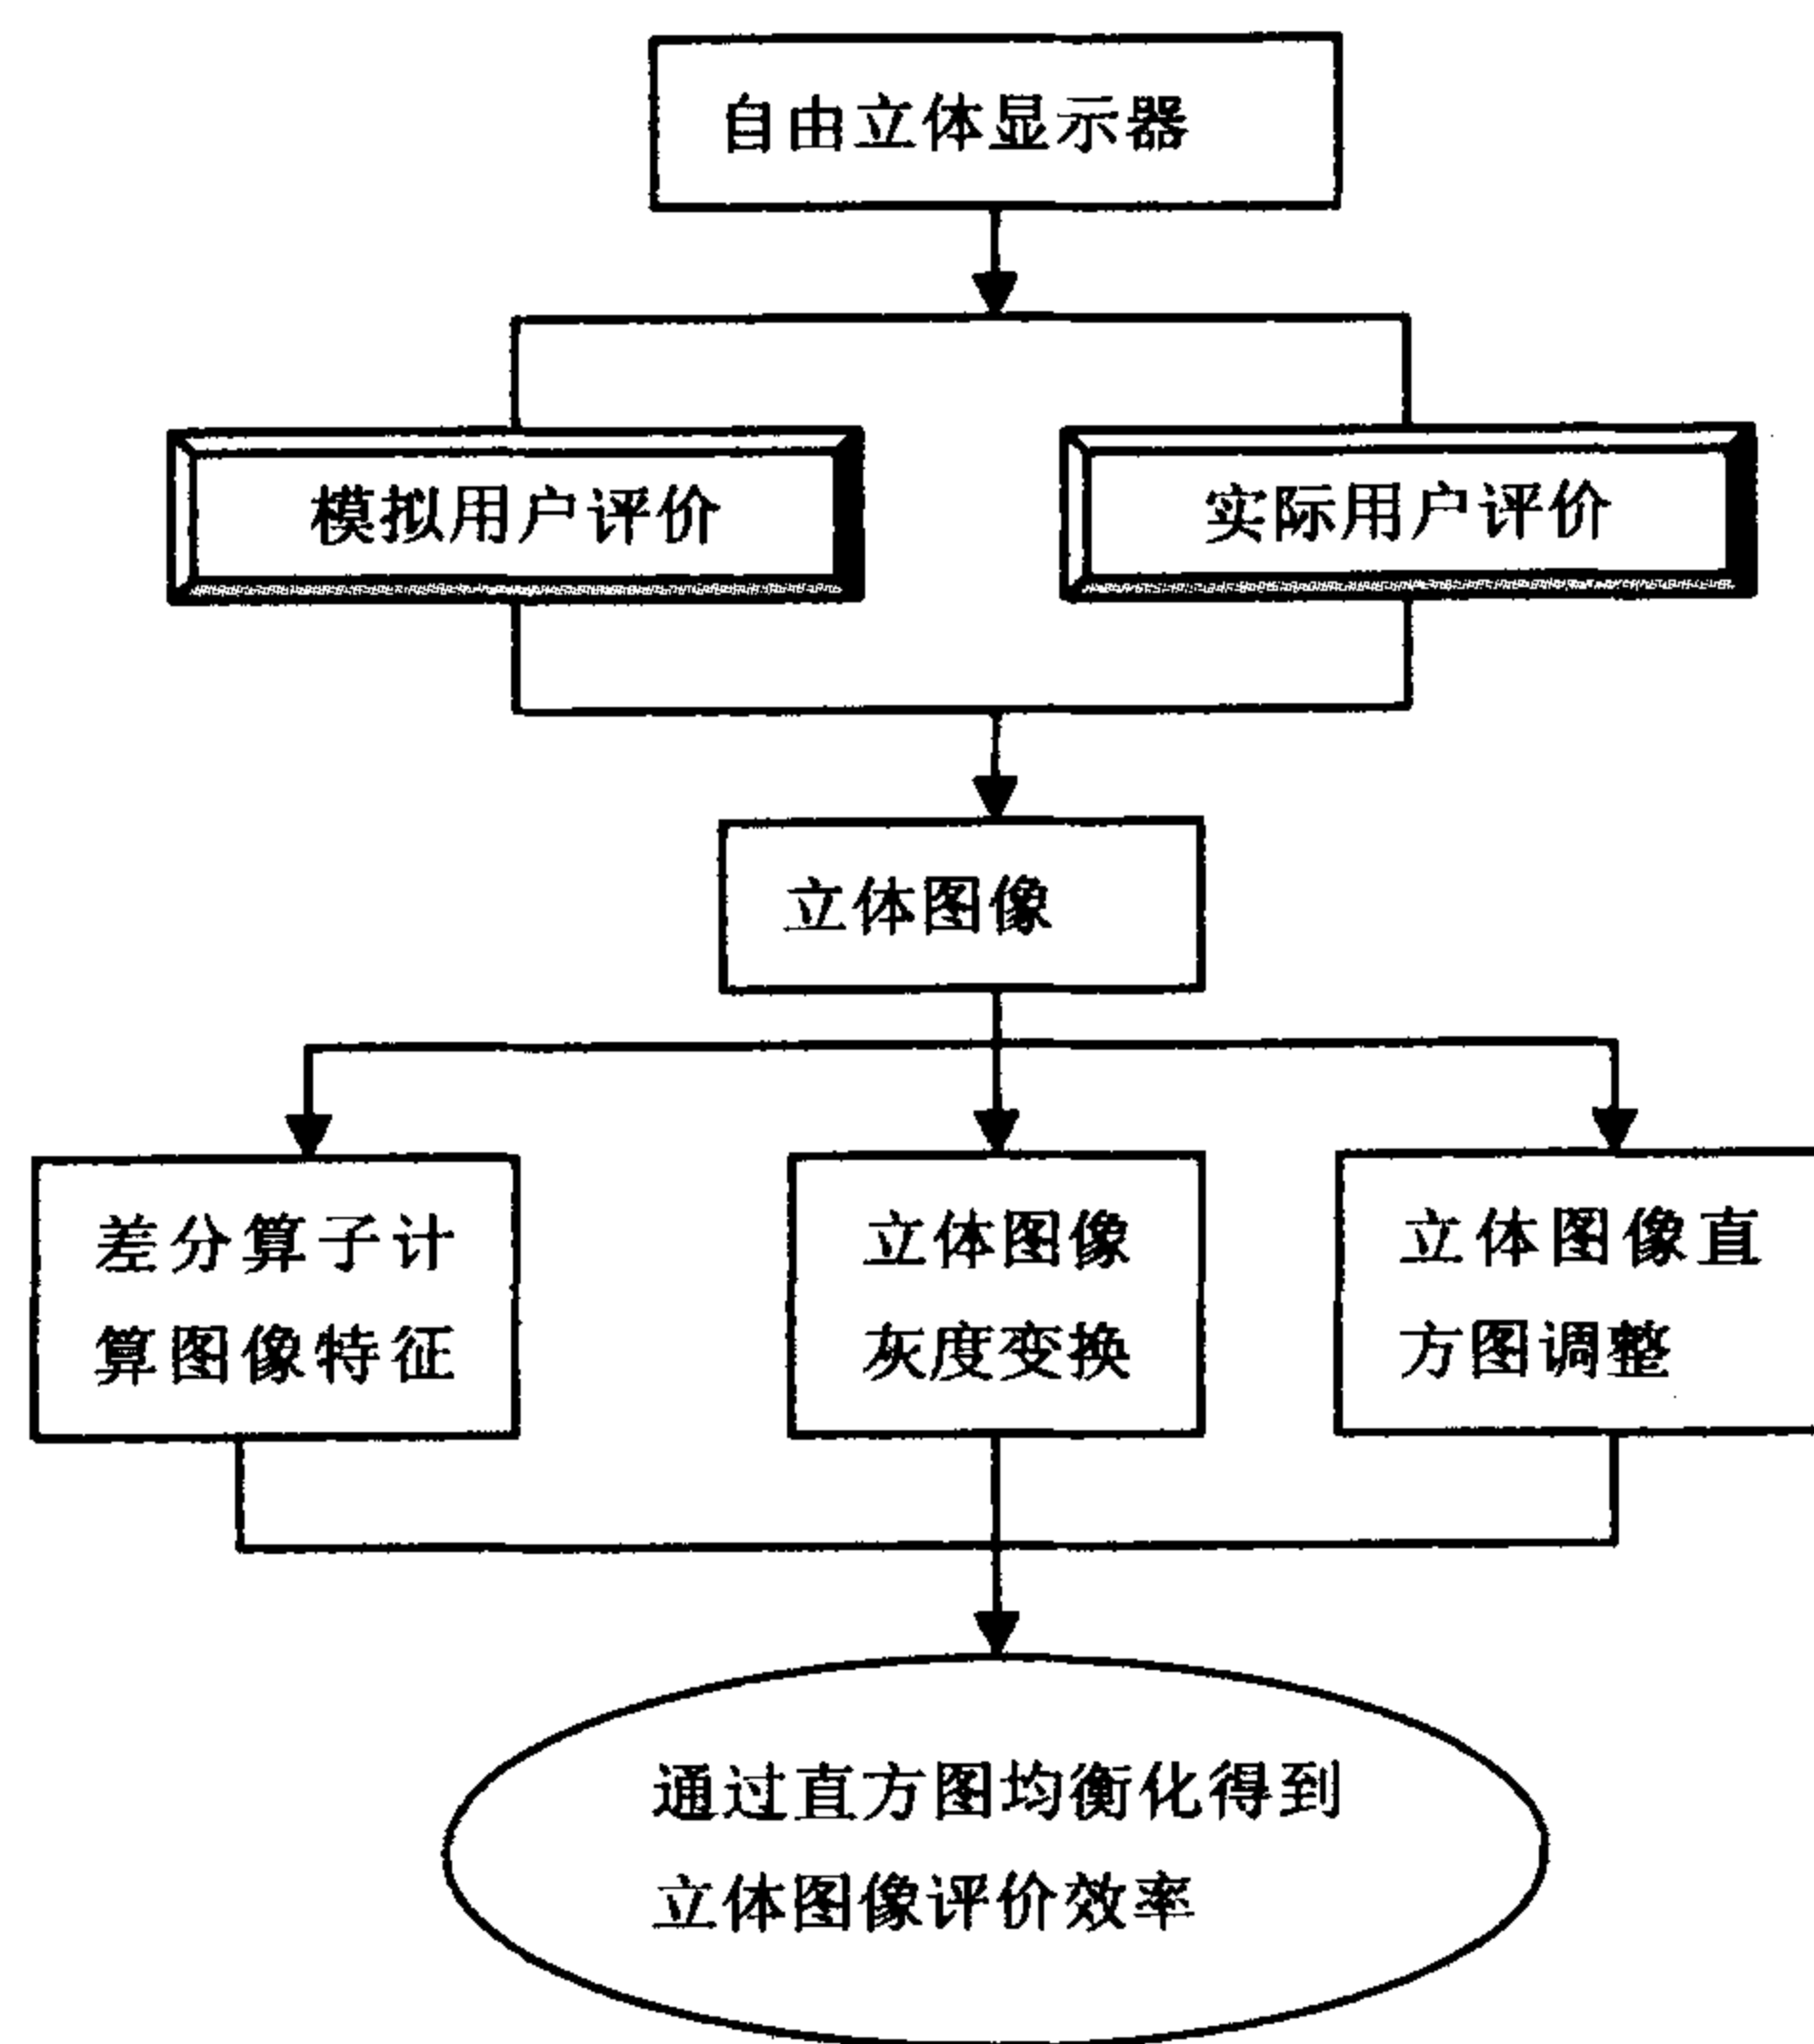 自由立体显示器
模拟用户评价
实际用户评价
立体图像
差分算子计
算图像特征
立体图像
灰度变换
立体图像直
方图调整
通过直方图均衡化得到
立体图像评价效率